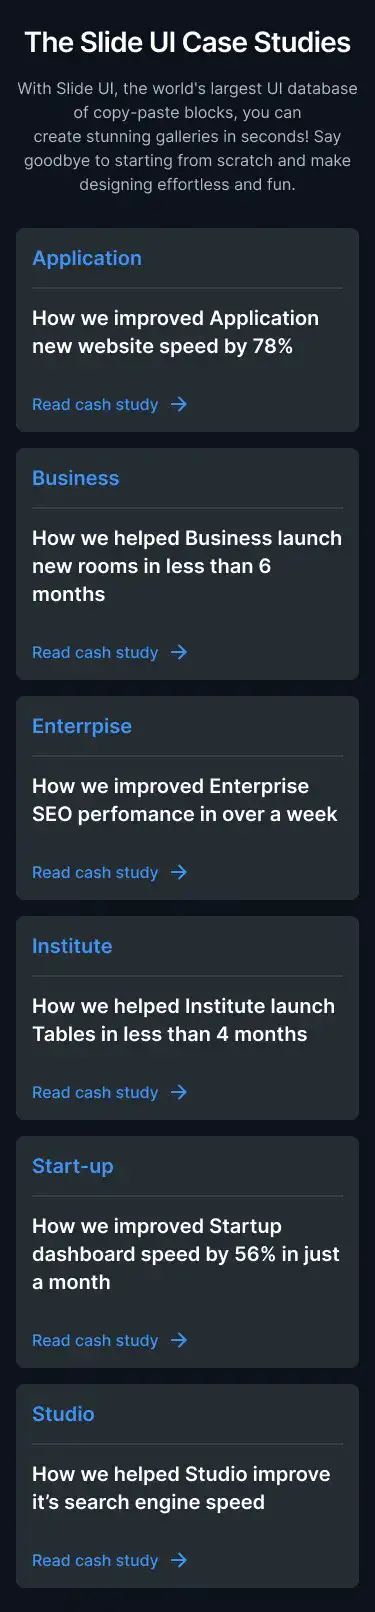 The Slide UI Case Studies
With Slide UI, the world's largest UI database
of copy-paste blocks, you can
create stunning galleries in seconds! Say
goodbye to starting from scratch and make
designing effortless and fun.
Application
How we improved Application
new website speed by 78%
Read cash study
Business
How we helped Business launch
new rooms in less than 6
months
Read cash study
Enterrpise
How we improved Enterprise
SEO perfomance in over a week
Read cash study
Institute
How we helped Institute launch
Tables in less than 4 months
Read cash study
Start-up
How we improved Startup
dashboard speed by 56% in just
a month
Read cash study
Studio
How we helped Studio improve
it’s search engine speed
Read cash study